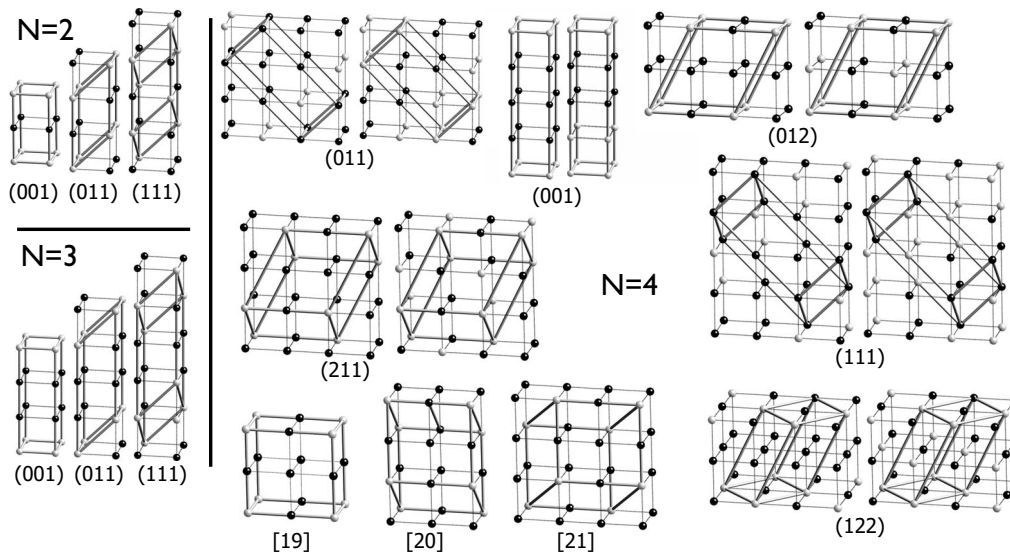 N=2
(001) (011) (111)
N=3
(001) (011) (111)
(011)
(001)
(012)
(211)
N=4
(111)
[19]
[20]
[21]
(122)